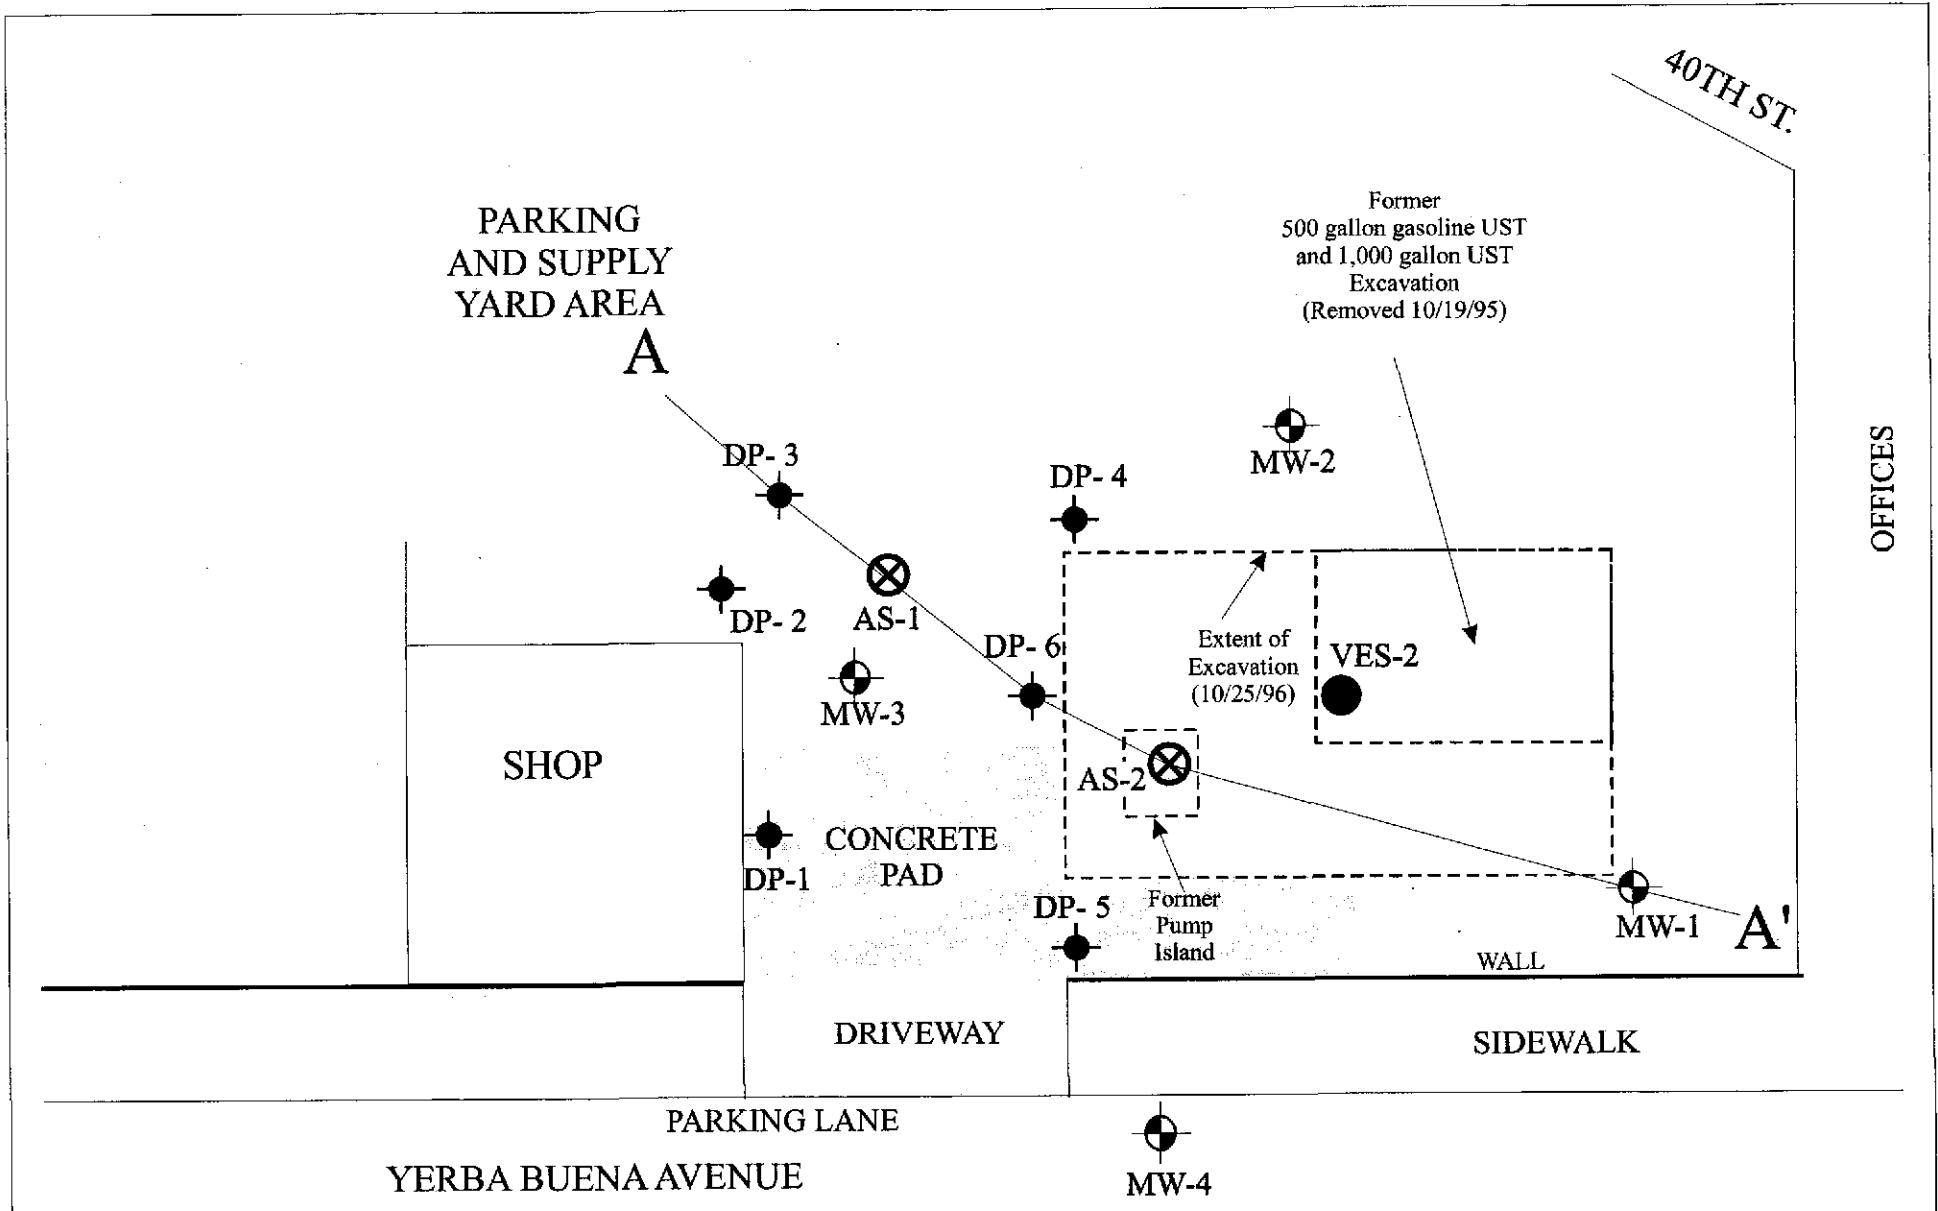 40TH ST.
PARKING
AND SUPPLY
YARD AREA
A
Former
500 gallon gasoline UST
and 1,000 gallon UST
Excavation
(Removed 10/19/95)
DP- 3
MW-2
DP- 4
OFFICES
DP- 2
AS-1
DP- 6
Extent of
Excavation
(10/25/96)
VES-2
MW-3
SHOP
AS-2
CONCRETE
PAD
DP-1
DP- 5
Former
Pump
Island
MW-1
A'
WALL
DRIVEWAY
SIDEWALK
PARKING LANE
YERBA BUENA AVENUE
MW-4